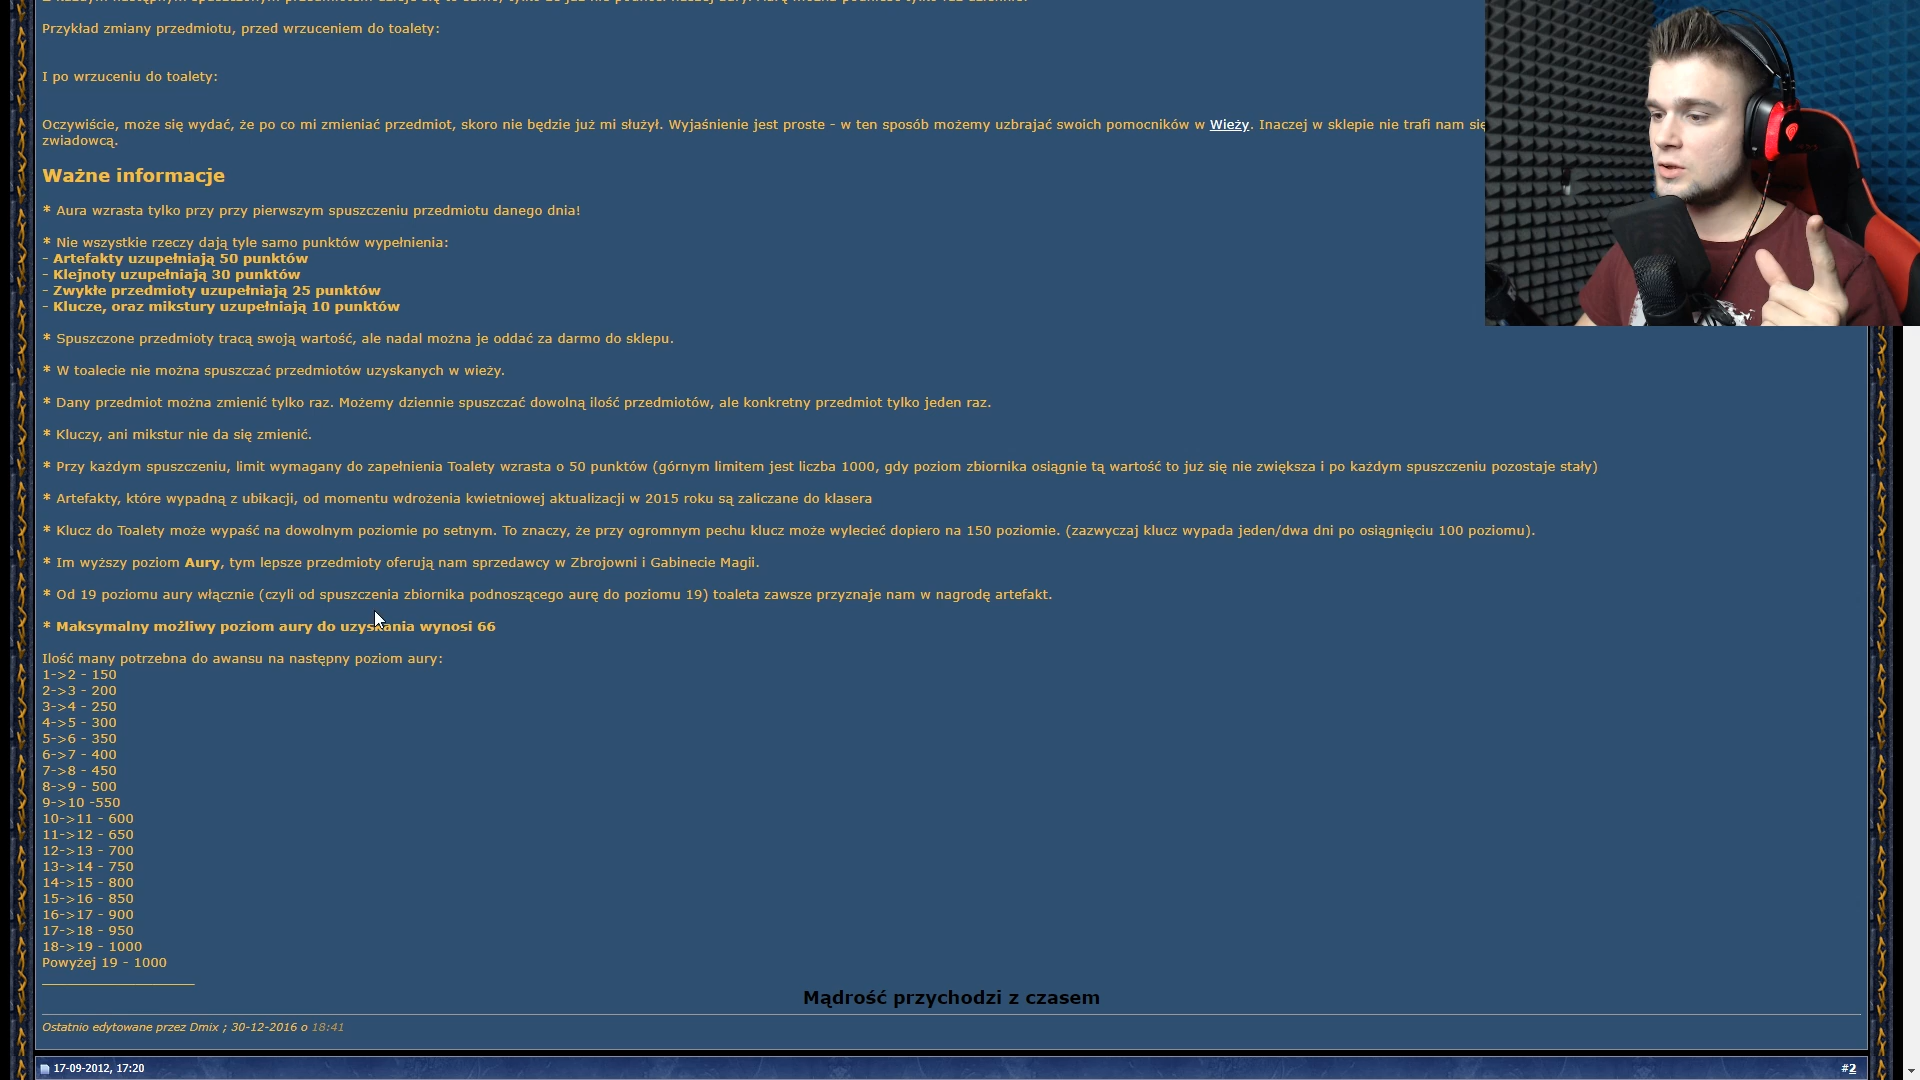 Przykład zmiany przedmiotu, przed wrzuceniem do toalety:
I po wrzuceniu do toalety:
Oczywiście, może się wydać, że po co mi zmieniać przedmiot, skoro nie będzie już mi służył. Wyjaśnienie jest proste - w ten sposób możemy uzbrajać swoich pomocników w Wieży. Inaczej w sklepie nie trafi nam się
zwiadowcą.
Ważne informacje
* Aura wzrasta tylko przy przy pierwszym spuszczeniu przedmiotu danego dnia!
* Nie wszystkie rzeczy dają tyle samo punktów wypełnienia:
- Artefakty uzupełniają 50 punktów
- Klejnoty uzupełniają 30 punktów
- Zwykłe przedmioty uzupełniają 25 punktów
- Klucze, oraz mikstury uzupełniają 10 punktów
* Spuszczone przedmioty tracą swoją wartość, ale nadal można je oddać za darmo do sklepu.
* W toalecie nie można spuszczać przedmiotów uzyskanych w wieży.
* Dany przedmiot można zmienić tylko raz. Możemy dziennie spuszczać dowolną ilość przedmiotów, ale konkretny przedmiot tylko jeden raz.
* Kluczy, ani mikstur nie da się zmienić.
* Przy każdym spuszczeniu, limit wymagany do zapełnienia Toalety wzrasta o 50 punktów (górnym limitem jest liczba 1000, gdy poziom zbiornika osiągnie tą wartość to już się nie zwiększa i po każdym spuszczeniu pozostaje stały)
* Artefakty, które wypadną z ubikacji, od momentu wdrożenia kwietniowej aktualizacji w 2015 roku są zaliczane do klasera
* Klucz do Toalety może wypaść na dowolnym poziomie po setnym. To znaczy, że przy ogromnym pechu klucz może wylecieć dopiero na 150 poziomie. (zazwyczaj klucz wypada jeden/dwa dni po osiągnięciu 100 poziomu).
* Im wyższy poziom Aury, tym lepsze przedmioty oferują nam sprzedawcy w Zbrojowni i Gabinecie Magii.
* Od 19 poziomu aury włącznie (czyli od spuszczenia zbiornika podnoszącego aurę do poziomu 19) toaleta zawsze przyznaje nam w nagrodę artefakt.
* Maksymalny możliwy poziom aury do uzyskania wynosi 66
Ilość many potrzebna do awansu na następny poziom aury:
1->2 - 150
2->3 - 200
3->4 - 250
4->5 - 300
5->6 - 350
6->7 - 400
7->8 - 450
8->9 - 500
9->10 -550
10->11 - 600
11->12 - 650
12->13 - 700
13->14 - 750
14->15 - 800
15->16 - 850
16->17 - 900
17->18 - 950
18->19 - 1000
Powyżej 19 - 1000
Mądrość przychodzi z czasem
Ostatnio edytowane przez Dmix ; 30-12-2016 o 18:41
17-09-2012, 17:20 #2